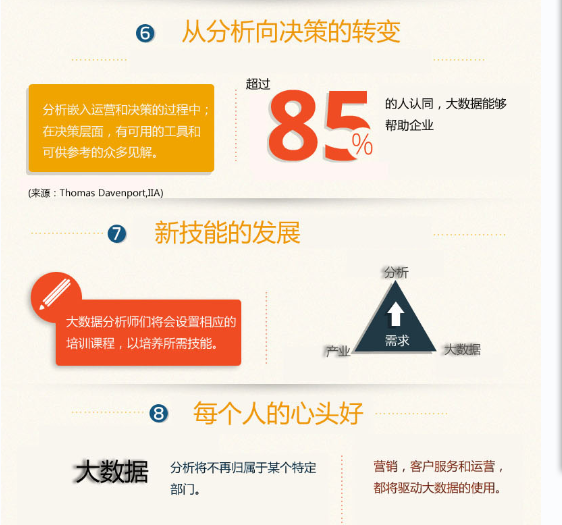 6 从分析向决策的转变
分析嵌入运营和决策的过程中；
在决策层面，有可用的工具和
可供参考的众多见解。
超过
85%
的人认同，大数据能够
帮助企业
(来源：Thomas Davenport,IIA)
7 新技能的发展
大数据分析师们将会设置相应的
培训课程，以培养所需技能。
分析
需求
产业
大数据
8 每个人的心头好
大数据
分析将不再归属于某个特定
部门。
营销，客户服务和运营，
都将驱动大数据的使用。